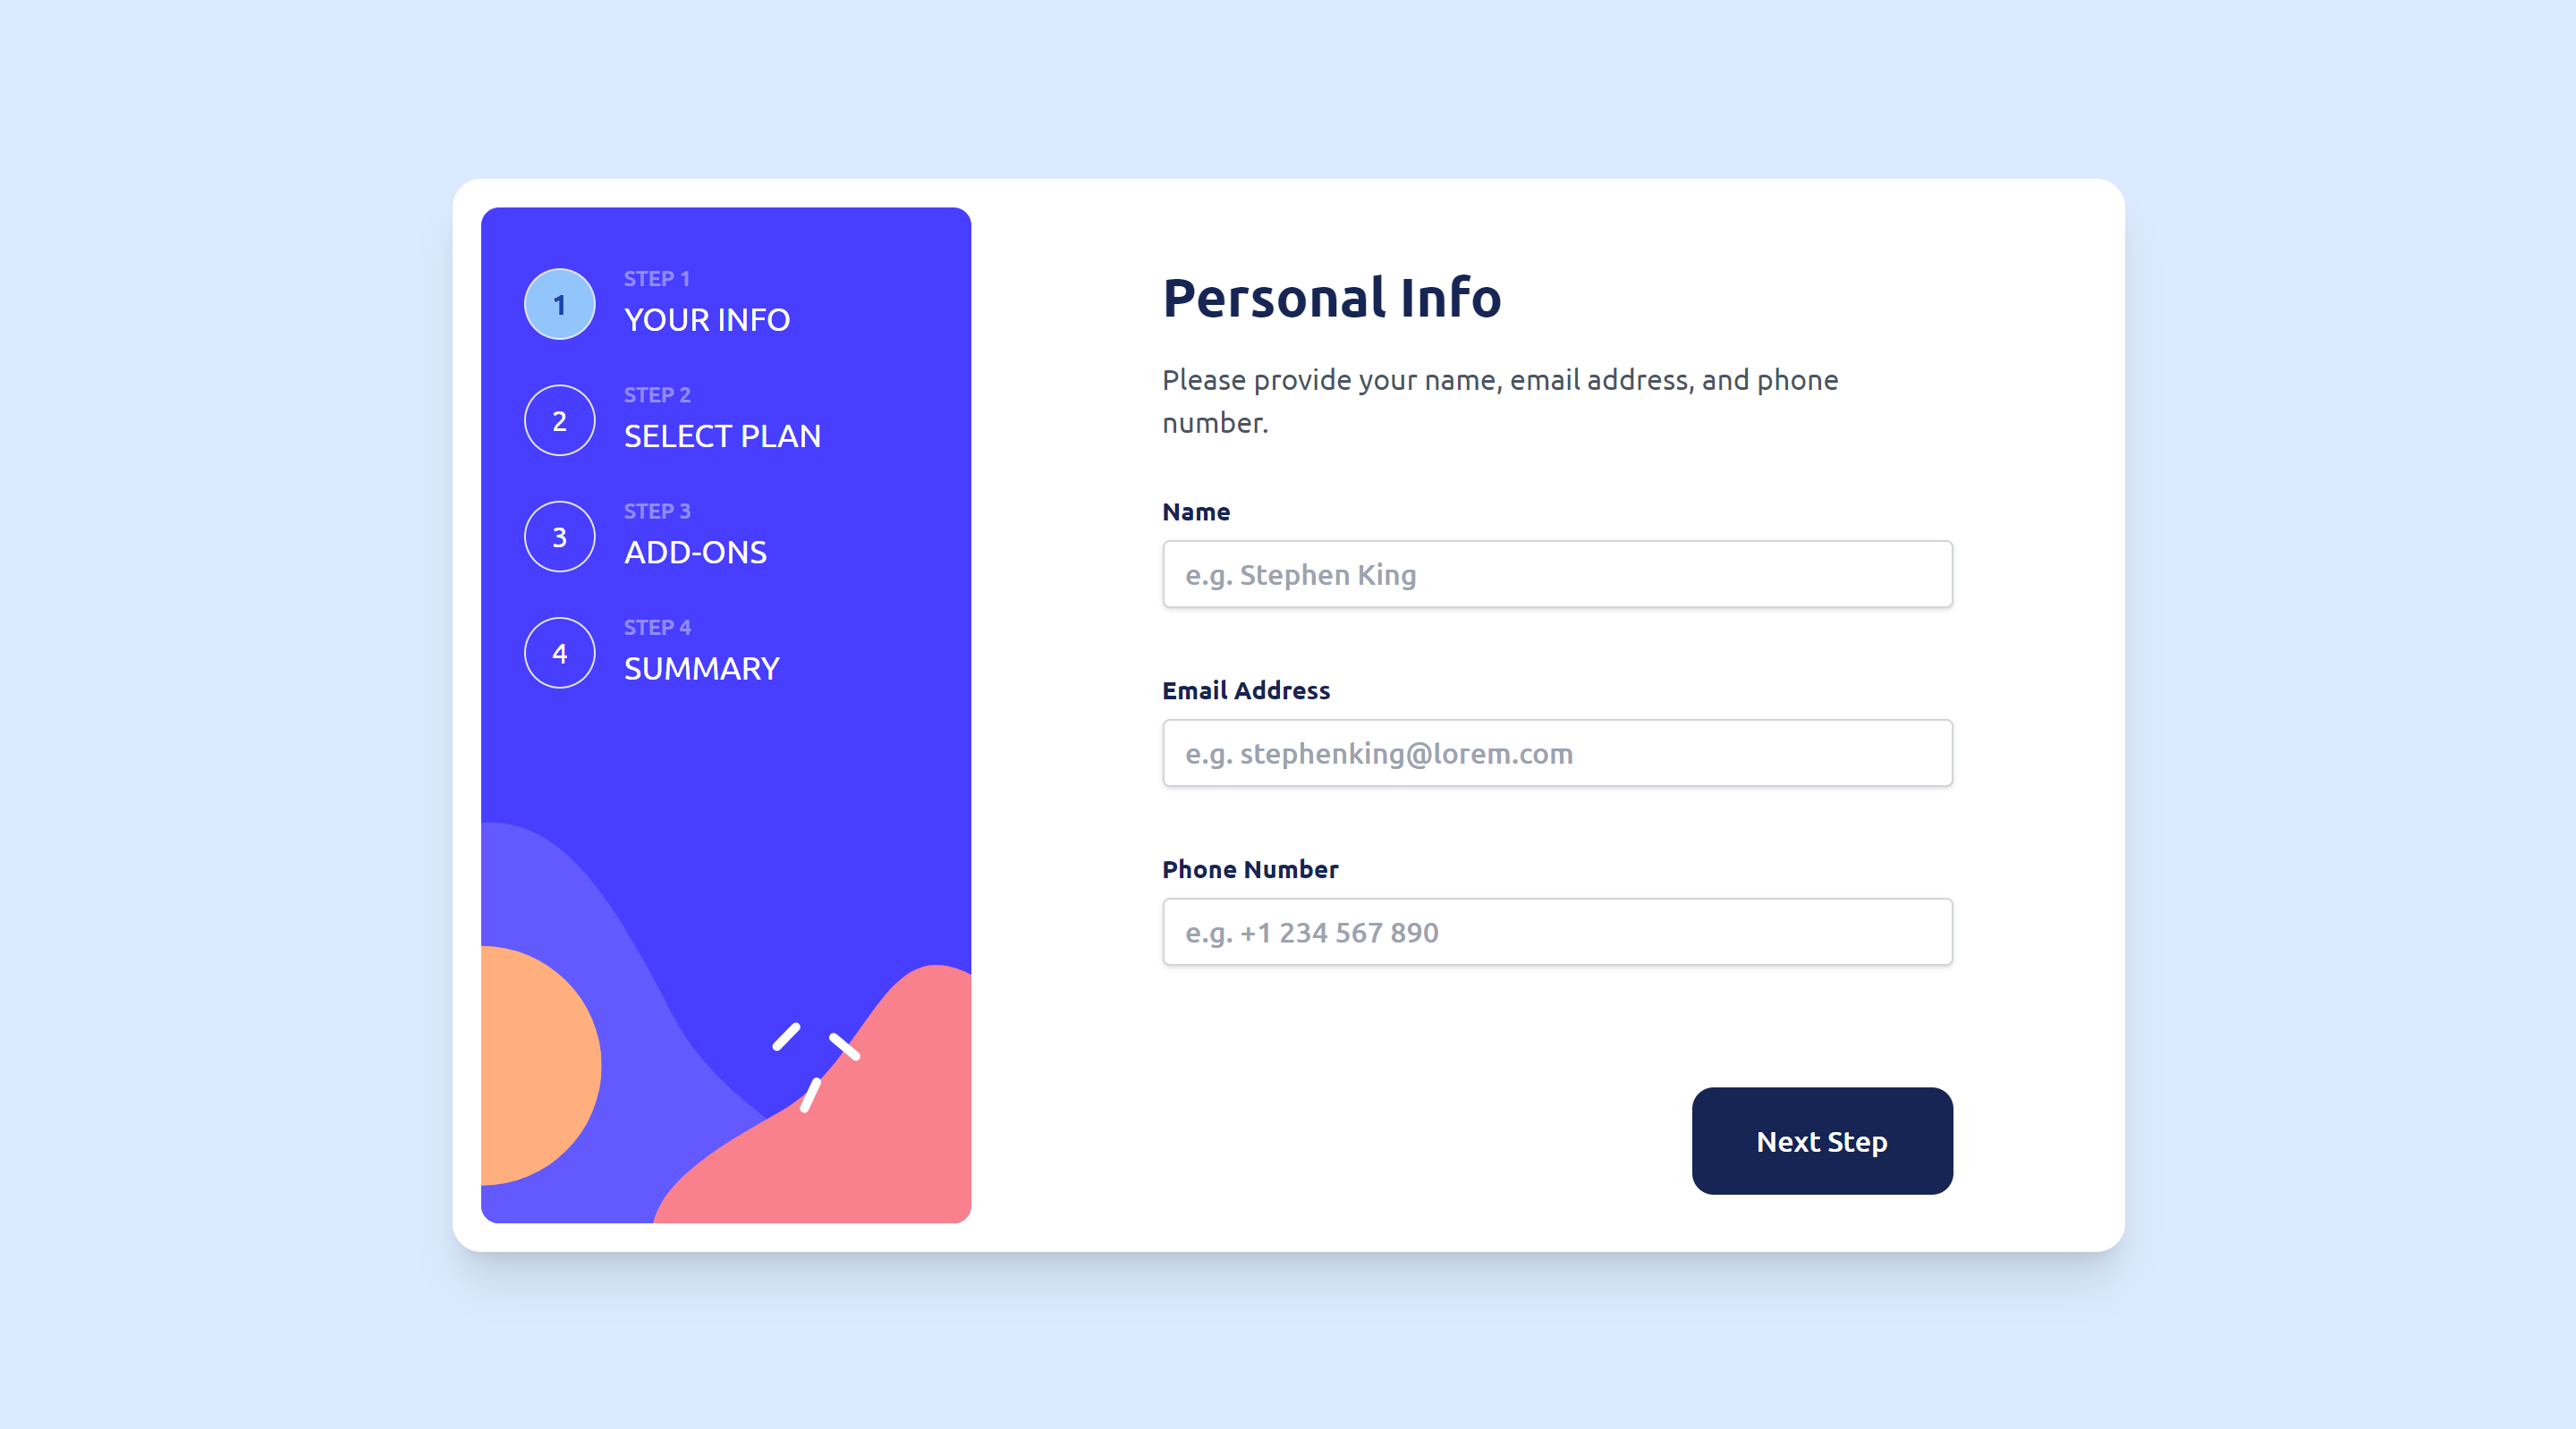 1
STEP 1
YOUR INFO
2
STEP 2
SELECT PLAN
3
STEP 3
ADD-ONS
4
STEP 4
SUMMARY
Personal Info
Please provide your name, email address, and phone
number.
Name
e.g. Stephen King
Email Address
e.g. stephenking@lorem.com
Phone Number
e.g. +1 234 567 890
Next Step